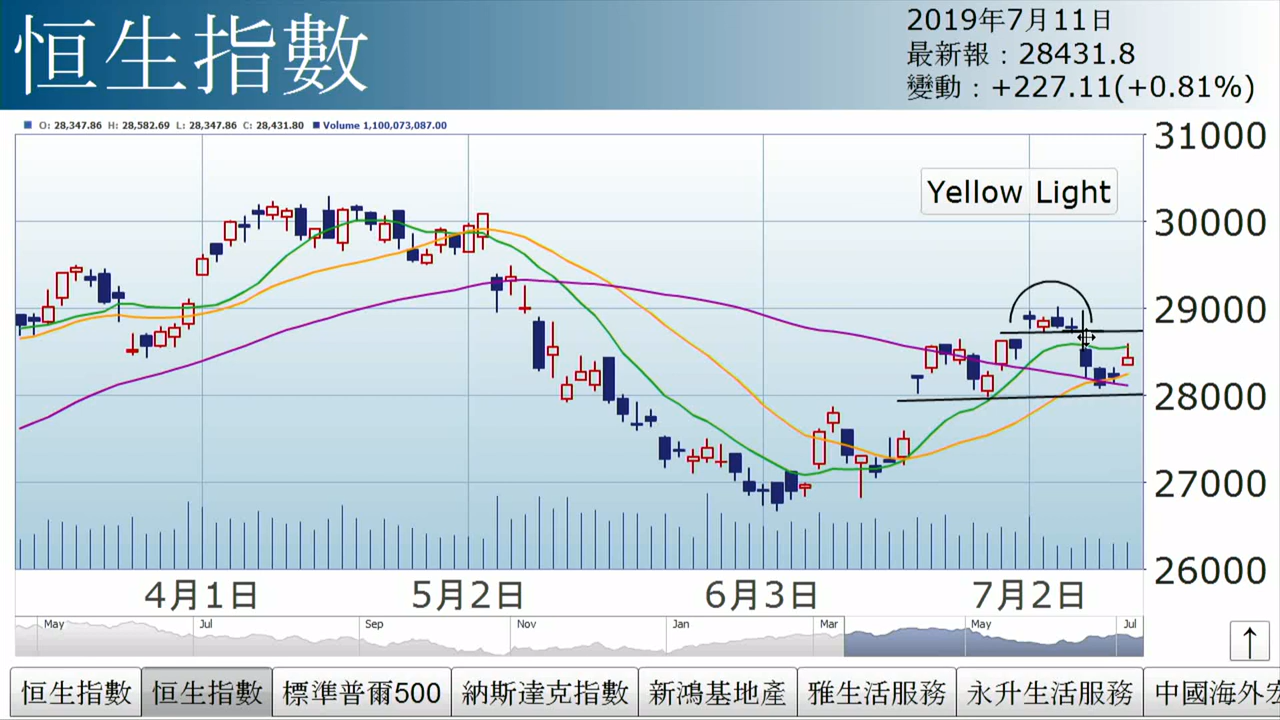 恒生指數
2019年7月11日
最新報：28431.8
變動：+227.11(+0.81%)
O: 28,347.86 H: 28,582.69 L: 28,347.86 C: 28,431.80 Volume 1,100,073,087.00
31000
Yellow Light
30000
29000
28000
27000
26000
4月1日 5月2日 6月3日 7月2日
May Jul Sep Nov Jan Mar May Jul
↑
恒生指數 恒生指數 標準普爾500 納斯達克指數 新鴻基地產 雅生活服務 永升生活服務 中國海外宏